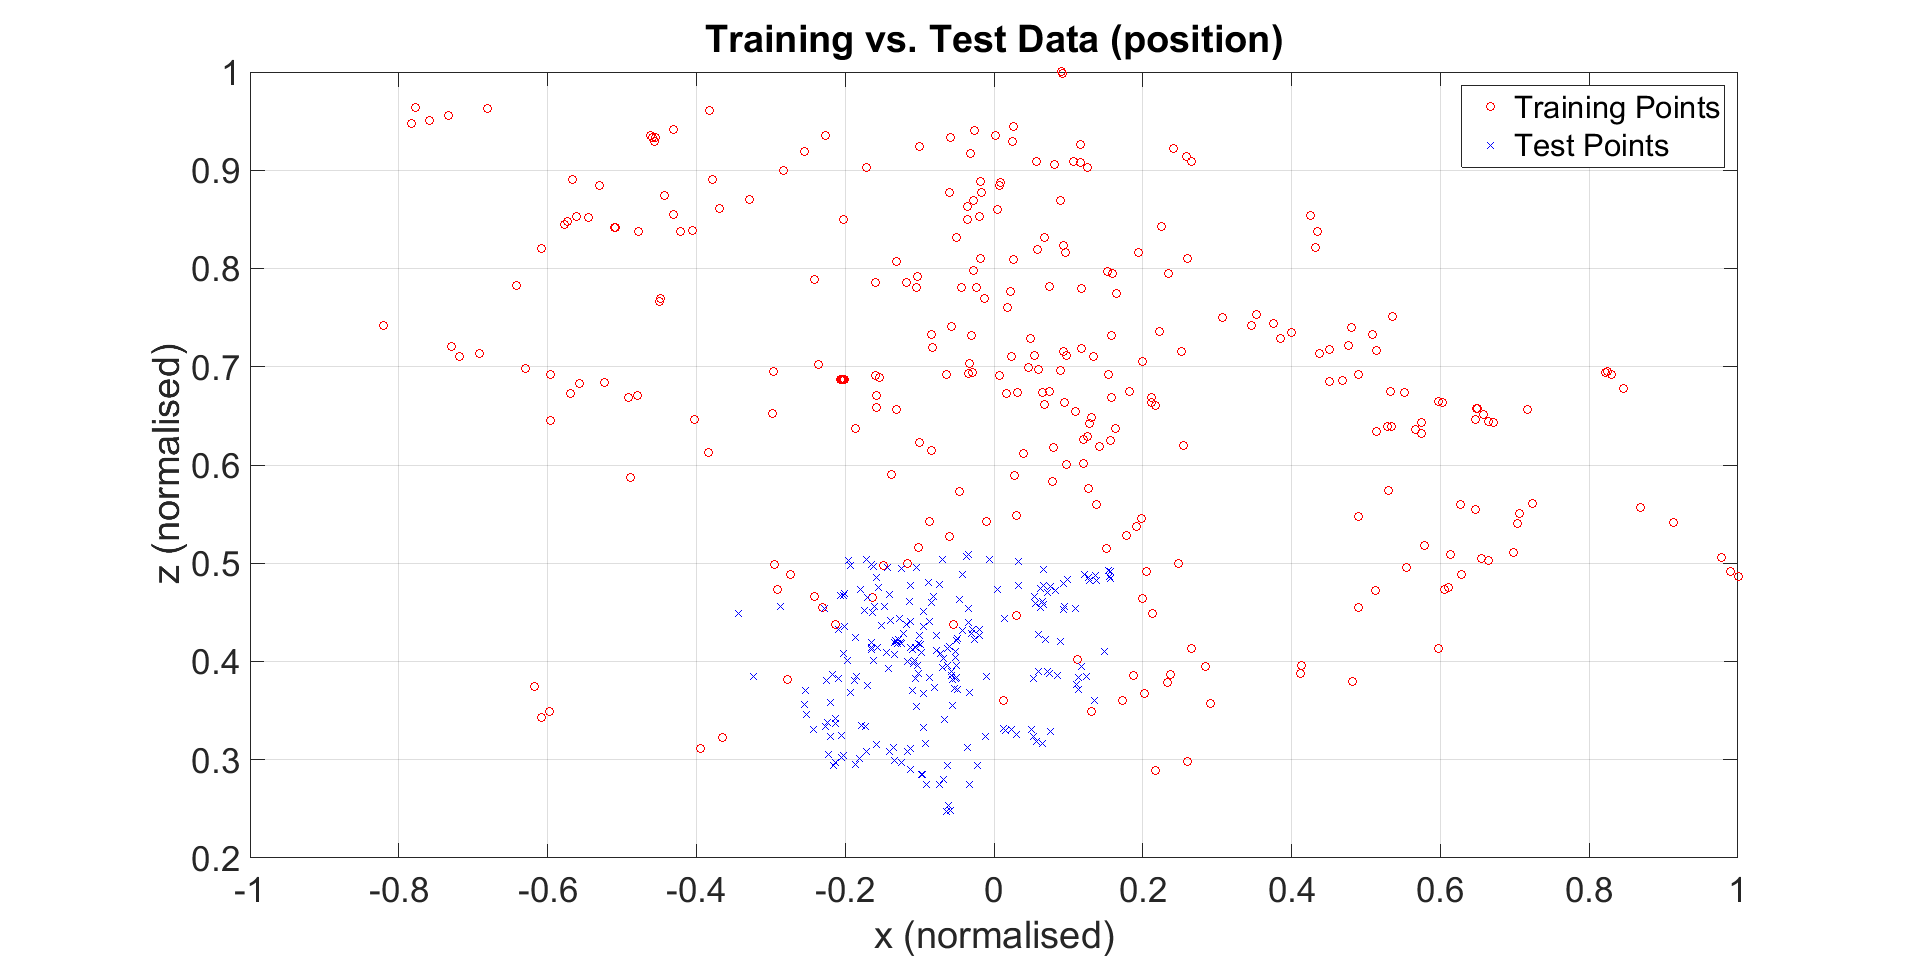 Training vs. Test Data (position)
1
0.9
0.8
0.7
0.6
0.5
0.4
0.3
0.2
z (normalised)
Training Points
Test Points
-1 -0.8 -0.6 -0.4 -0.2 0 0.2 0.4 0.6 0.8 1
x (normalised)